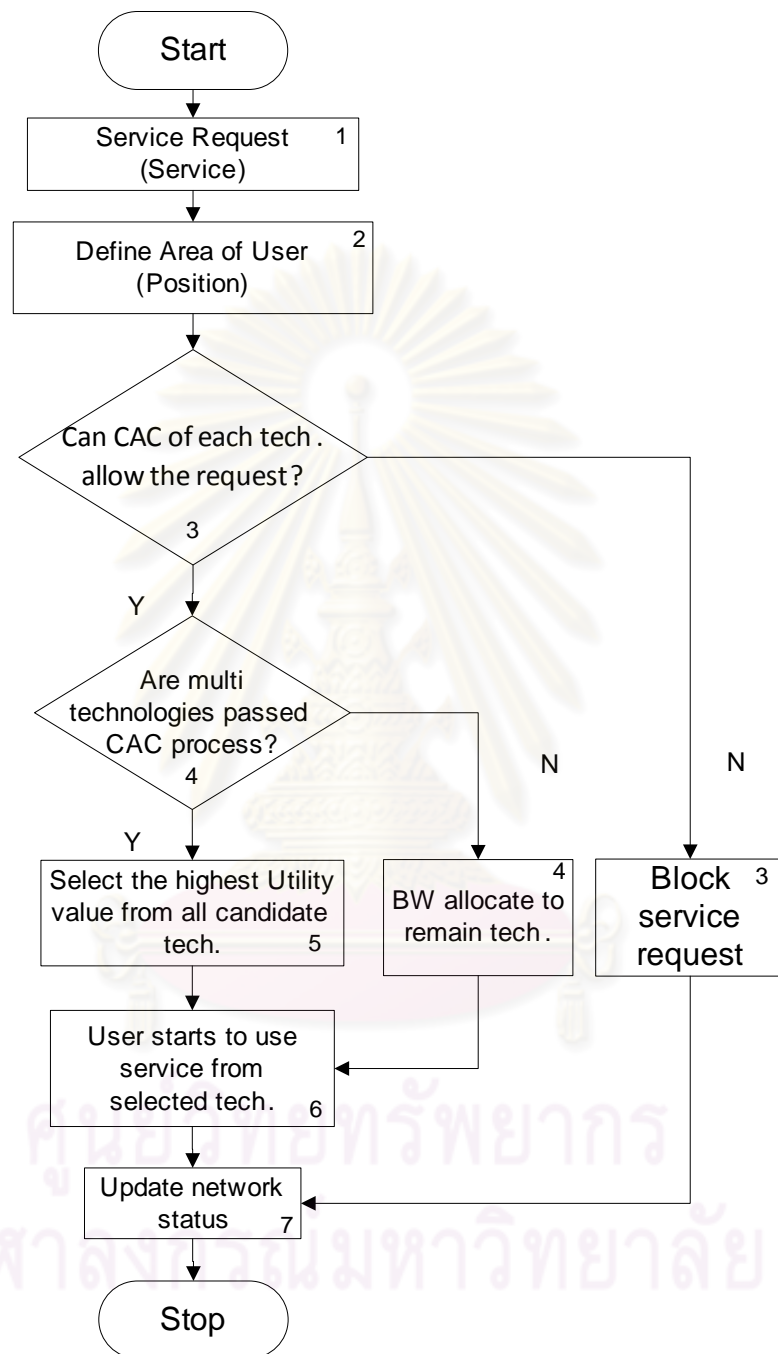 Start
Service Request 1
(Service)
Define Area of User 2
(Position)
Can CAC of each tech .
allow the request?
3
Y
N
Are multi
technologies passed
CAC process?
4
Y
N
Select the highest Utility
value from all candidate
tech. 5
4
BW allocate to
remain tech .
Block 3
service
request
User starts to use
service from
selected tech. 6
Update network
status 7
Stop
ศูนย์วิทยทรัพยากร
ฬาลงกรณ์มหาวิทยาลัย